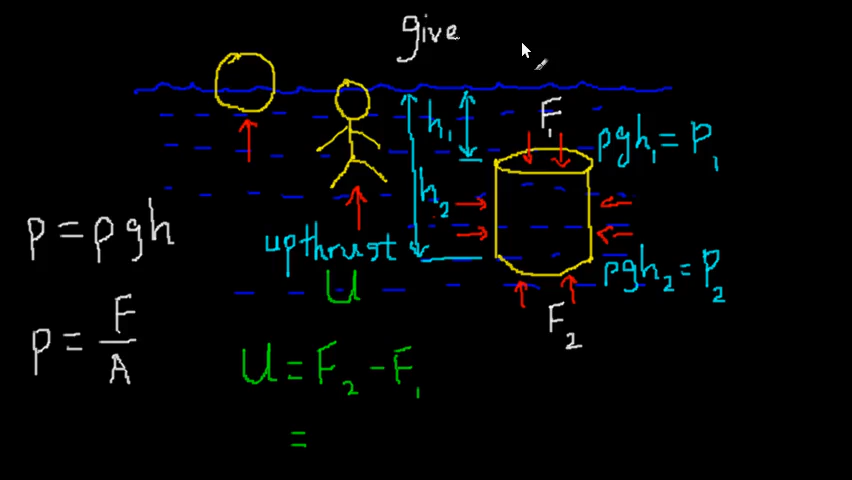 give
h₁
F₁
ρgh₁ = P₁
h₂
P = ρgh
upthrust
ρgh₂ = P₂
U
F₂
P = F/A
U = F₂ - F₁
=